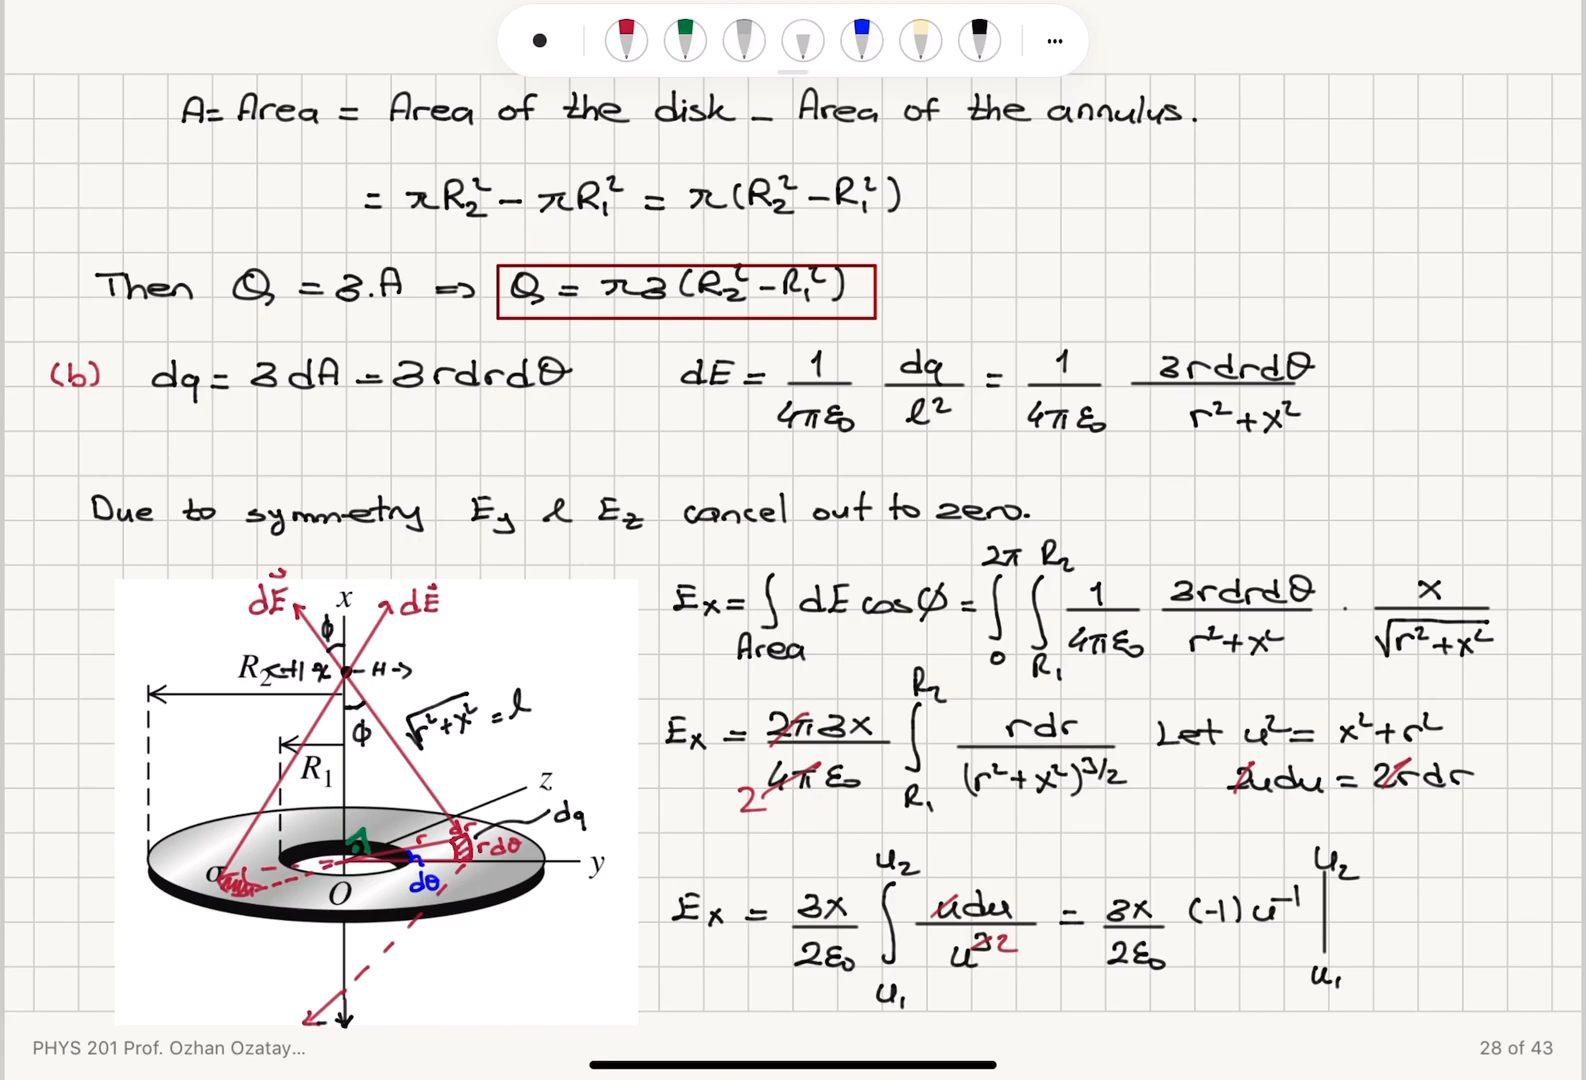 A = Area = Area of the disk - Area of the annulus.
= πR₂² - πR₁² = π(R₂² - R₁²)
Then Q = σ.A ⇒ Q = πσ(R₂² - R₁²)
(b) dq = σ dA = σ r dr dθ dE = 1/4πε₀ dq/l² = 1/4πε₀ σ r dr dθ/r² + x²
Due to symmetry Ey & Ez cancel out to zero.
Ex = ∫_Area dE cos ϕ = ∫₀^2π ∫_R₁^R₂ 1/4πε₀ σ r dr dθ/r² + x² . x/√r² + x²
Ex = 2πσx/4πε₀ 2 ∫_R₁^R₂ r dr/(r² + x²)^3/2 Let u² = x² + r²
2u du = 2r dr
Ex = σx/2ε₀ ∫_u₁^u₂ u du/u³ 2 = σx/2ε₀ (-1) u⁻¹ |_u₁^u₂
dE⃗ x dE⃗
ϕ
R₂ x
ϕ √r² + x² = l
R₁
z
dq
dr
r r dθ
σ y
O dθ
PHYS 201 Prof. Ozhan Ozatay...
28 of 43